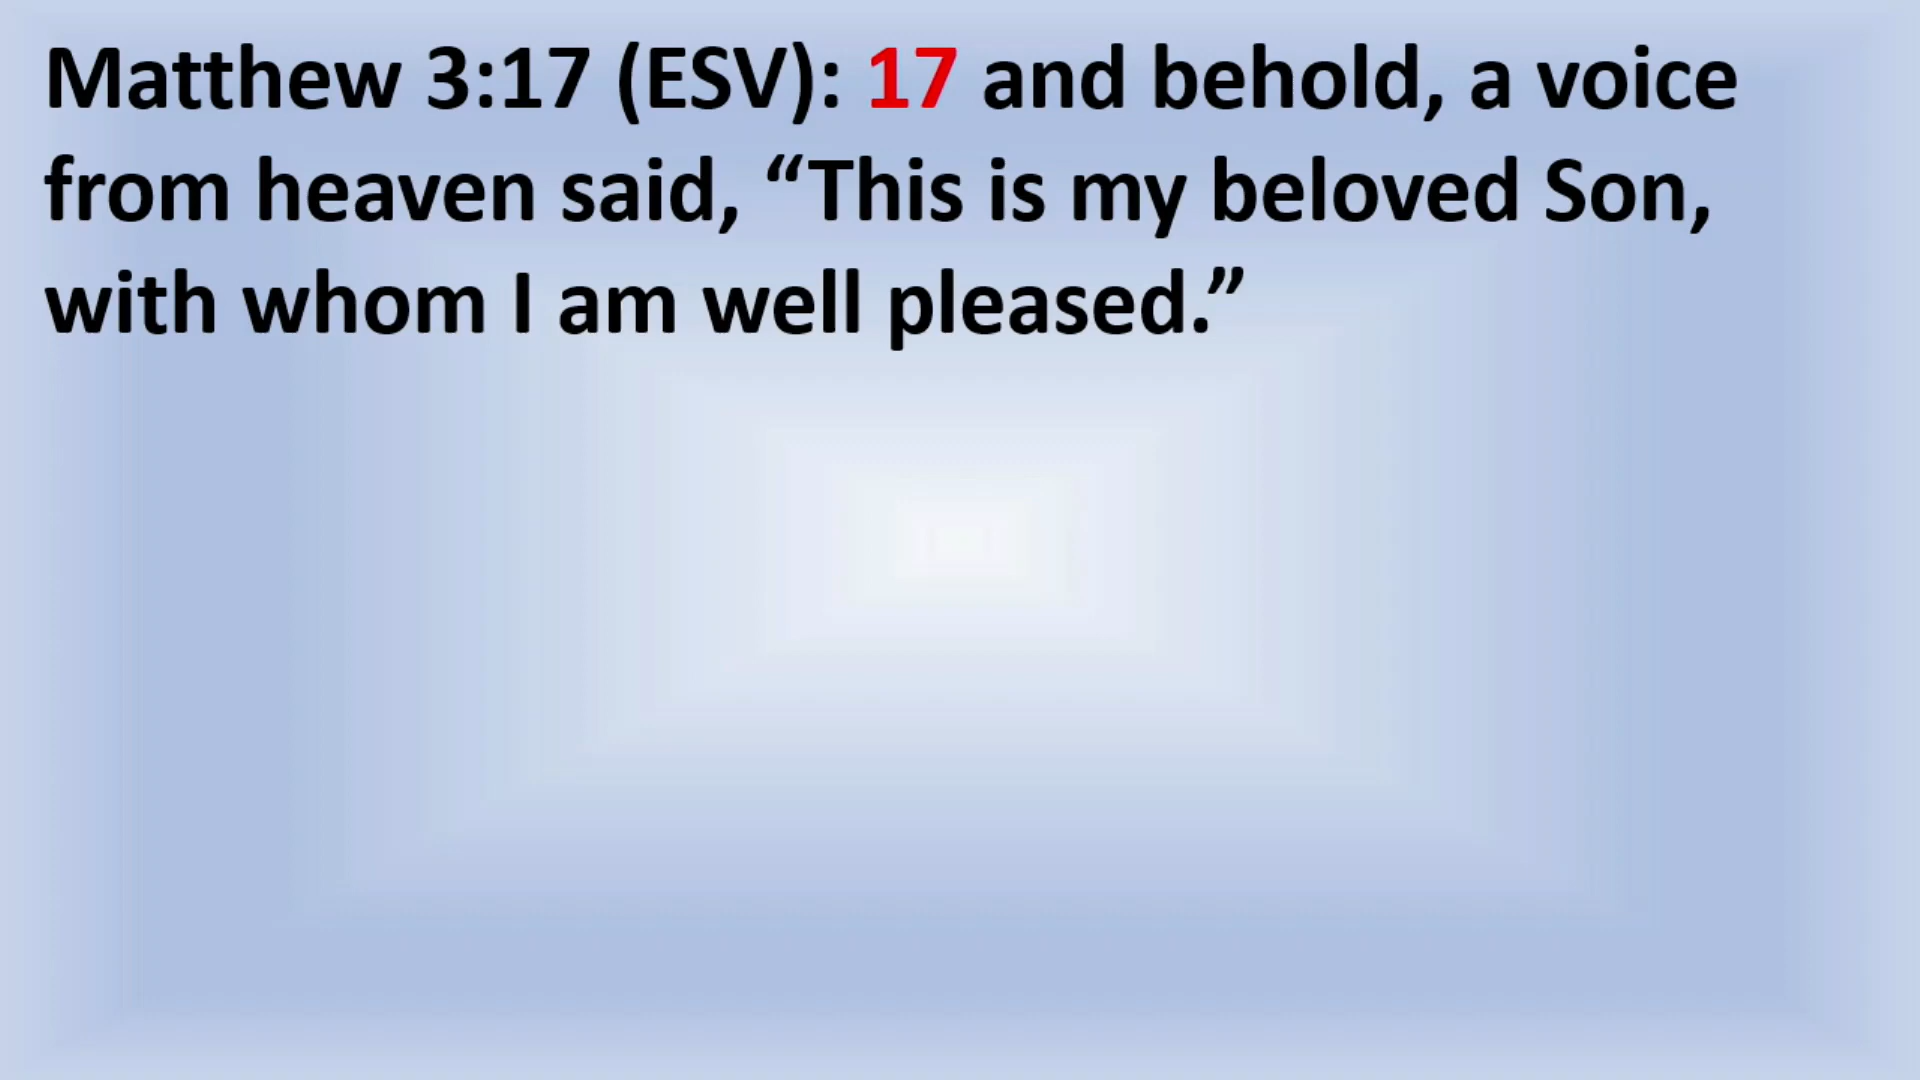 Matthew 3:17 (ESV): 17 and behold, a voice
from heaven said, “This is my beloved Son,
with whom I am well pleased.”